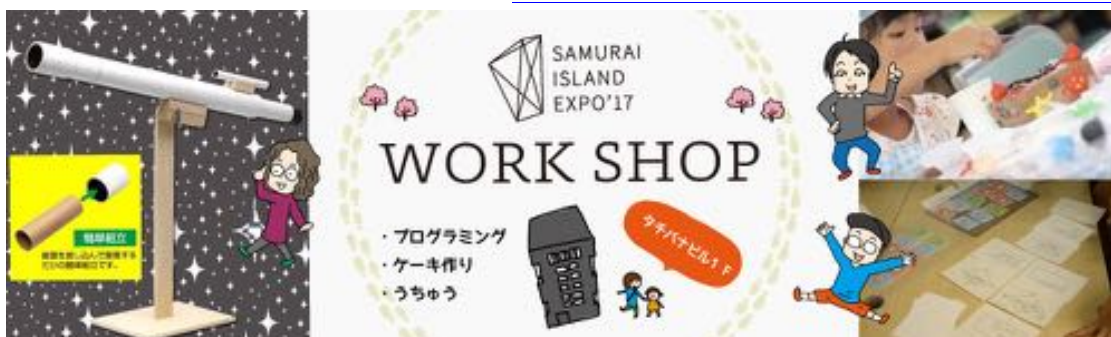 SAMURAI
ISLAND
EXPO'17
WORK SHOP
・プログラミング
・ケーキ作り
・うちゅう
タチバナビル1F
簡単組立